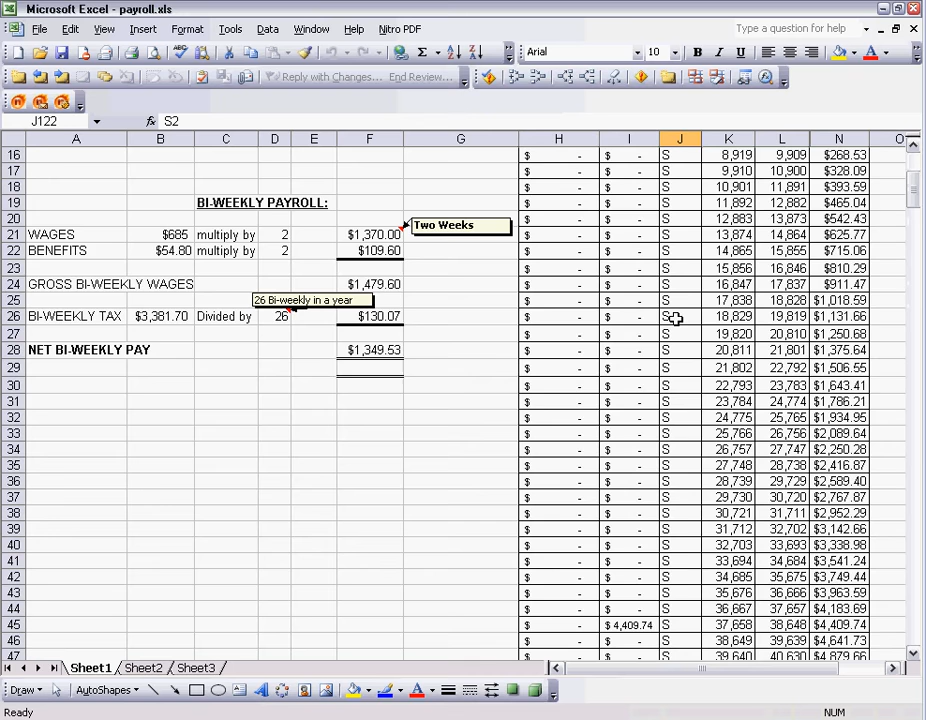 Microsoft Excel - payroll.xls
File Edit View Insert Format Tools Data Window Help Nitro PDF Type a question for help
Σ Arial 10 B I U A
Reply with Changes... End Review...
J122 fx S2
A B C D E F G H I J K L N O
16 $ - $ - S 8,919 9,909 $268.53
17 $ - $ - S 9,910 10,900 $328.09
18 $ - $ - S 10,901 11,891 $393.59
19 BI-WEEKLY PAYROLL: $ - $ - S 11,892 12,882 $465.04
20 Two Weeks $ - $ - S 12,883 13,873 $542.43
21 WAGES $685 multiply by 2 $1,370.00 $ - $ - S 13,874 14,864 $625.77
22 BENEFITS $54.80 multiply by 2 $109.60 $ - $ - S 14,865 15,855 $715.06
23 $ - $ - S 15,856 16,846 $810.29
24 GROSS BI-WEEKLY WAGES $1,479.60 $ - $ - S 16,847 17,837 $911.47
25 26 Bi-weekly in a year $ - $ - S 17,838 18,828 $1,018.59
26 BI-WEEKLY TAX $3,381.70 Divided by 26 $130.07 $ - $ - S 18,829 19,819 $1,131.66
27 $ - $ - S 19,820 20,810 $1,250.68
28 NET BI-WEEKLY PAY $1,349.53 $ - $ - S 20,811 21,801 $1,375.64
29 $ - $ - S 21,802 22,792 $1,506.55
30 $ - $ - S 22,793 23,783 $1,643.41
31 $ - $ - S 23,784 24,774 $1,786.21
32 $ - $ - S 24,775 25,765 $1,934.95
33 $ - $ - S 25,766 26,756 $2,089.64
34 $ - $ - S 26,757 27,747 $2,250.28
35 $ - $ - S 27,748 28,738 $2,416.87
36 $ - $ - S 28,739 29,729 $2,589.40
37 $ - $ - S 29,730 30,720 $2,767.87
38 $ - $ - S 30,721 31,711 $2,952.29
39 $ - $ - S 31,712 32,702 $3,142.66
40 $ - $ - S 32,703 33,693 $3,338.98
41 $ - $ - S 33,694 34,684 $3,541.24
42 $ - $ - S 34,685 35,675 $3,749.44
43 $ - $ - S 35,676 36,666 $3,963.59
44 $ - $ - S 36,667 37,657 $4,183.69
45 $ - $ 4,409.74 S 37,658 38,648 $4,409.74
46 $ - $ - S 38,649 39,639 $4,641.73
47 $ - $ - S 39,640 40,630 $4,879.66
Sheet1 Sheet2 Sheet3
Draw AutoShapes A A
Ready NUM